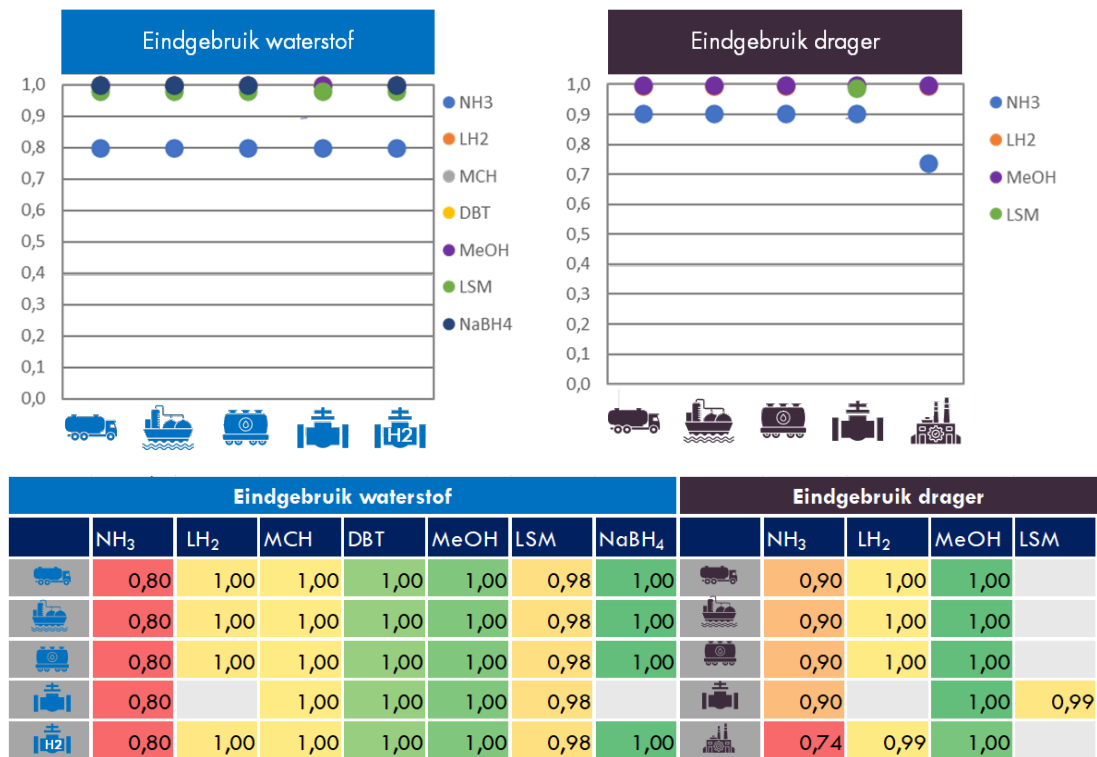 Eindgebruik waterstof
1,0
0,9
0,8
0,7
0,6
0,5
0,4
0,3
0,2
0,1
0,0
NH3
LH2
MCH
DBT
MeOH
LSM
NaBH4
H2
Eindgebruik drager
1,0
0,9
0,8
0,7
0,6
0,5
0,4
0,3
0,2
0,1
0,0
NH3
LH2
MeOH
LSM
Eindgebruik waterstof Eindgebruik drager
NH₃ LH₂ MCH DBT MeOH LSM NaBH₄ NH₃ LH₂ MeOH LSM
0,80 1,00 1,00 1,00 1,00 0,98 1,00 0,90 1,00 1,00
0,80 1,00 1,00 1,00 1,00 0,98 1,00 0,90 1,00 1,00
0,80 1,00 1,00 1,00 1,00 0,98 1,00 0,90 1,00 1,00
0,80 1,00 1,00 1,00 0,98 0,90 1,00 0,99
H2 0,80 1,00 1,00 1,00 1,00 0,98 1,00 0,74 0,99 1,00